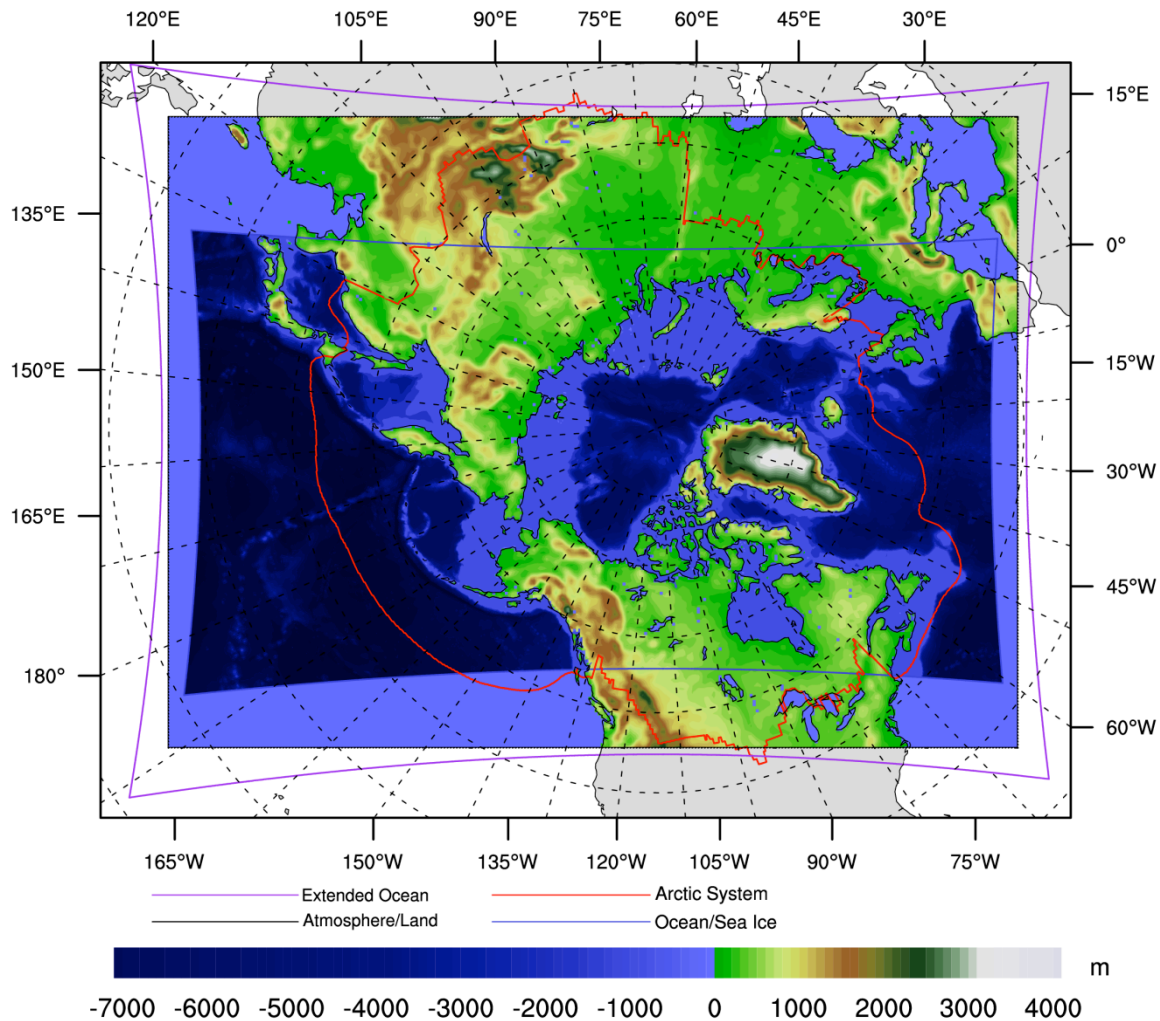 120°E 105°E 90°E 75°E 60°E 45°E 30°E
15°E
135°E
0°
150°E
15°W
30°W
165°E
45°W
180°
60°W
165°W 150°W 135°W 120°W 105°W 90°W 75°W
Extended Ocean Arctic System
Atmosphere/Land Ocean/Sea Ice
m
-7000 -6000 -5000 -4000 -3000 -2000 -1000 0 1000 2000 3000 4000